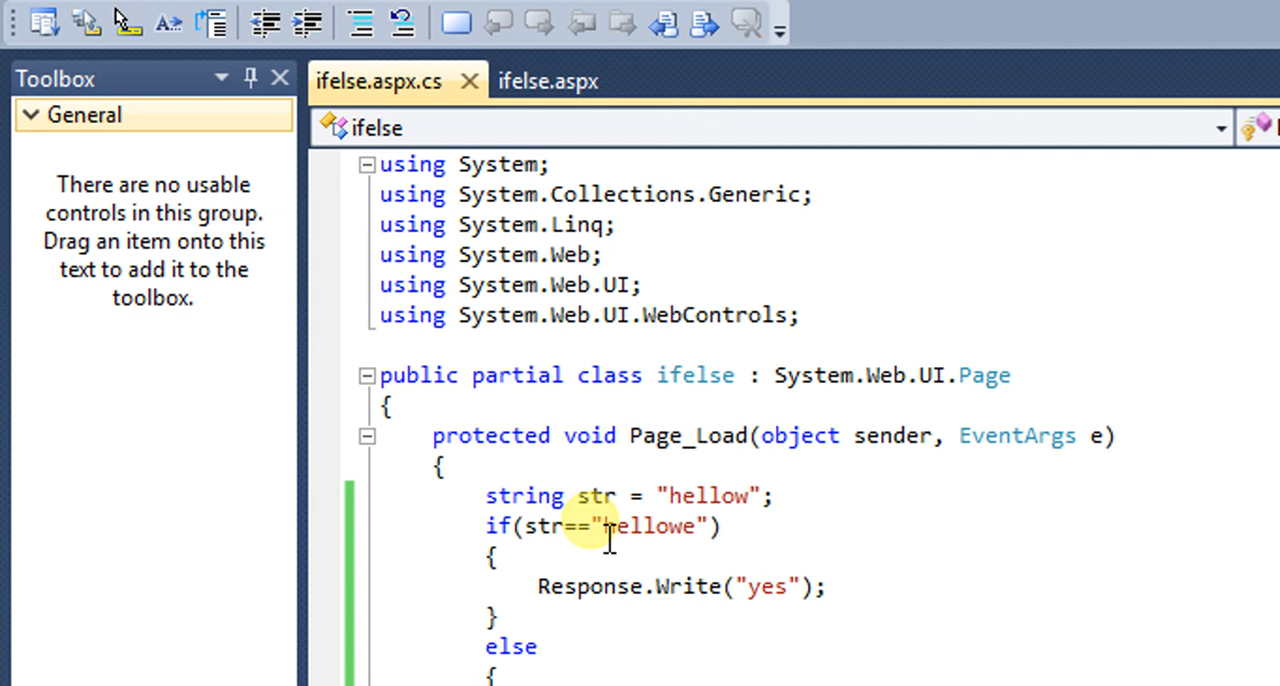 Toolbox
ifelse.aspx.cs
ifelse.aspx
General
ifelse
There are no usable
controls in this group.
Drag an item onto this
text to add it to the
toolbox.
using System;
using System.Collections.Generic;
using System.Linq;
using System.Web;
using System.Web.UI;
using System.Web.UI.WebControls;
public partial class ifelse : System.Web.UI.Page
{
protected void Page_Load(object sender, EventArgs e)
{
string str = "hellow";
if(str=="hellowe")
{
Response.Write("yes");
}
else
{